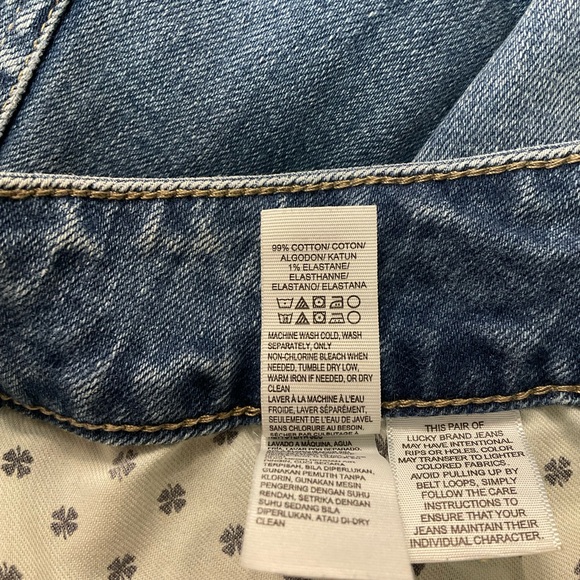 99% COTTON/ COTON/
ALGODON/ KATUN
1% ELASTANE/
ELASTHANNE/
ELASTANO/ ELASTANA
MACHINE WASH COLD, WASH
SEPARATELY, ONLY
NON-CHLORINE BLEACH WHEN
NEEDED, TUMBLE DRY LOW,
WARM IRON IF NEEDED, OR DRY
CLEAN
LAVER À LA MACHINE À L'EAU
FROIDE, LAVER SÉPARÉMENT,
SEULEMENT DE L'EAU DE JAVEL
SANS CHLORURE AU BESOIN,
LAVADO A MAQUINA, AQUA
TERPISAH, BILA DIPERLUKAN,
GUNAKAN PEMUTIH TANPA
KLORIN, GUNAKAN MESIN
PENGERING DENGAN SUHU
RENDAH, SETRIKA DENGAN
SUHU SEDANG BILA
DIPERLUKAN, ATAU DI-DRY
CLEAN
THIS PAIR OF
LUCKY BRAND JEANS
MAY HAVE INTENTIONAL
RIPS OR HOLES. COLOR
MAY TRANSFER TO LIGHTER
COLORED FABRICS.
AVOID PULLING UP BY
BELT LOOPS, SIMPLY
FOLLOW THE CARE
INSTRUCTIONS TO
ENSURE THAT YOUR
JEANS MAINTAIN THEIR
INDIVIDUAL CHARACTER.